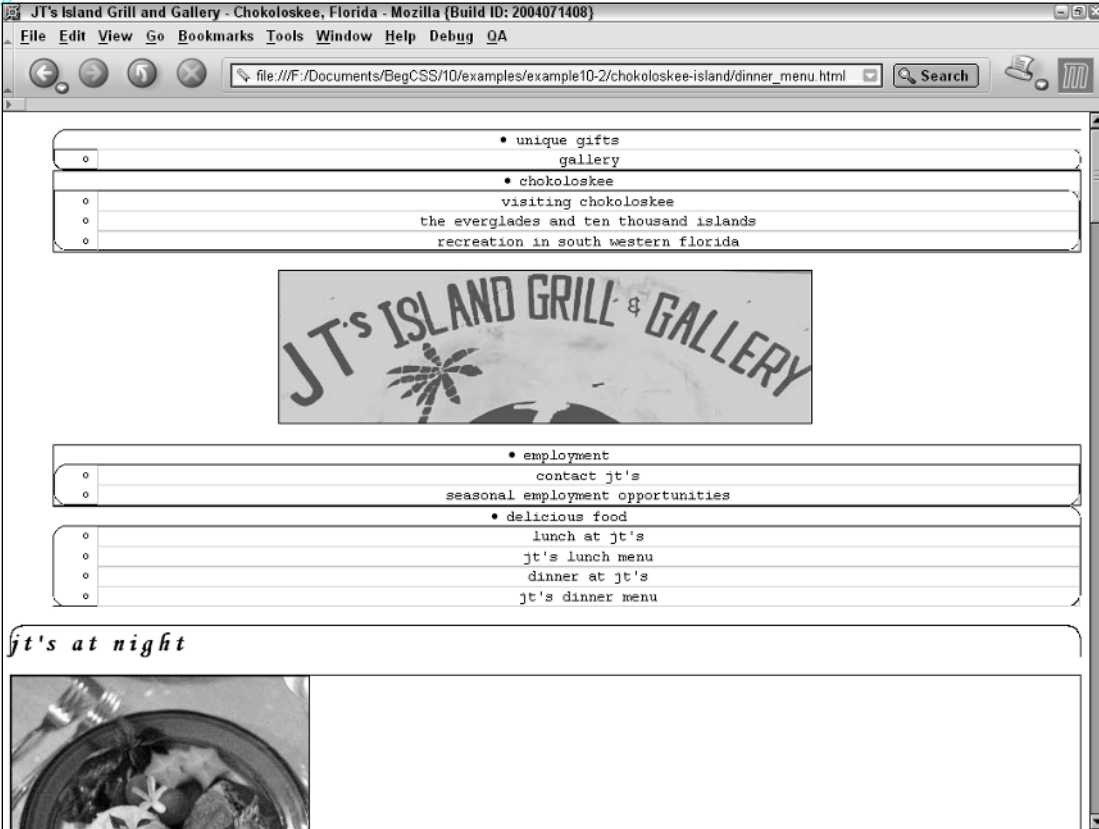 JT's Island Grill and Gallery - Chokoloskee, Florida - Mozilla {Build ID: 2004071408}
File Edit View Go Bookmarks Tools Window Help Debug QA
file:///F:/Documents/BegCSS/10/examples/example10-2/chokoloskee-island/dinner_menu.html Search
unique gifts
gallery
chokoloskee
visiting chokoloskee
the everglades and ten thousand islands
recreation in south western florida
JT's ISLAND GRILL & GALLERY
employment
contact jt's
seasonal employment opportunities
delicious food
lunch at jt's
jt's lunch menu
dinner at jt's
jt's dinner menu
jt's at night